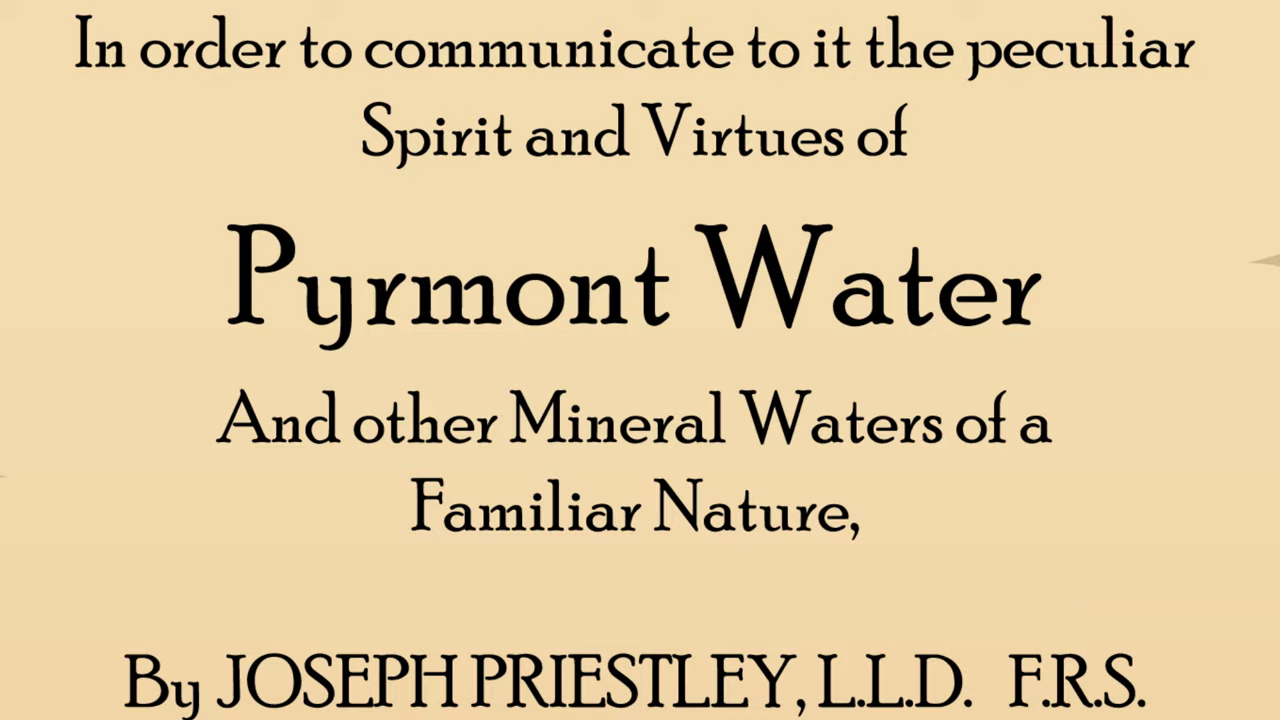 In order to communicate to it the peculiar
Spirit and Virtues of
Pyrmont Water
And other Mineral Waters of a
Familiar Nature,
By JOSEPH PRIESTLEY, L.L.D. F.R.S.